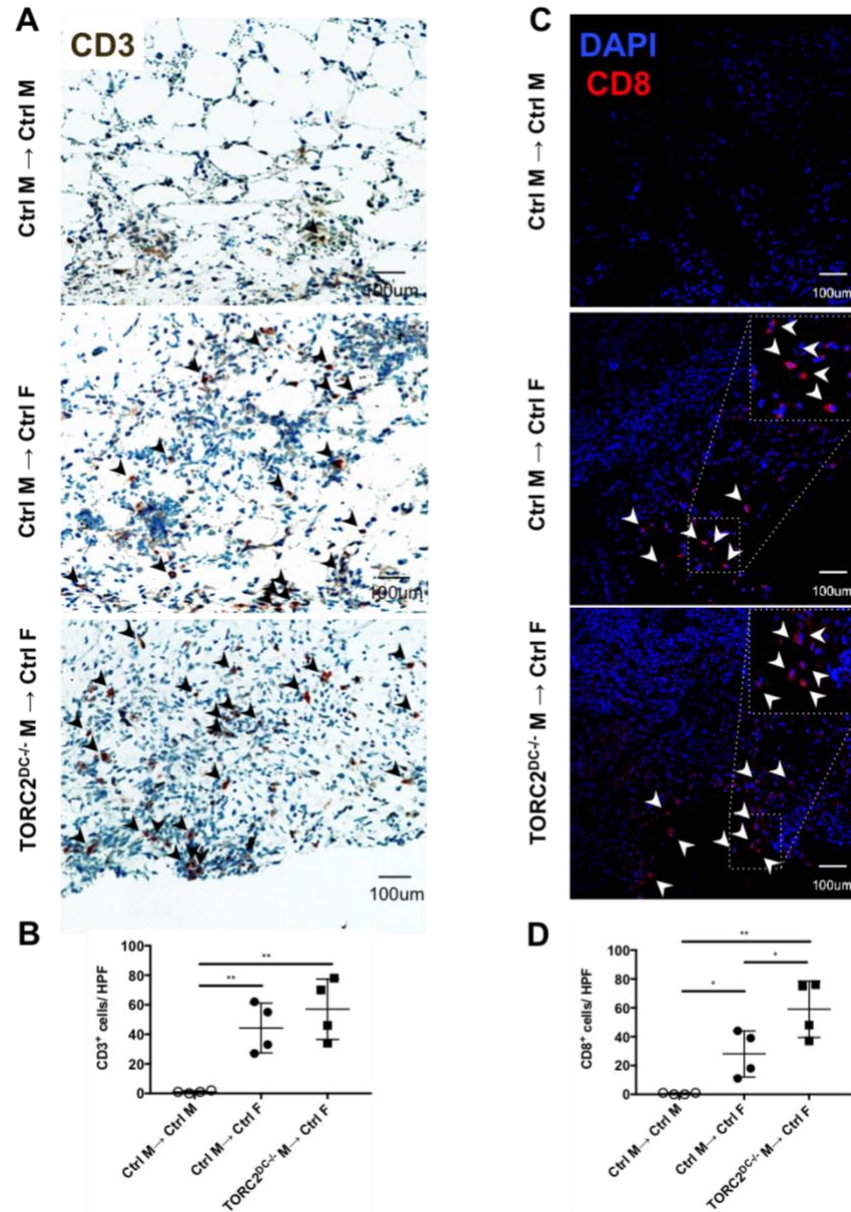 A
CD3
Ctrl M → Ctrl M
100um
Ctrl M → Ctrl F
100um
TORC2DC-/- M → Ctrl F
100um
B
CD3+ cells/ HPF
100
80
60
40
20
0
**
**
Ctrl M→ Ctrl M
Ctrl M→ Ctrl F
TORC2DC-/- M→ Ctrl F
C
DAPI
CD8
Ctrl M → Ctrl M
100um
Ctrl M → Ctrl F
100um
TORC2DC-/- M → Ctrl F
100um
D
CD8+ cells/ HPF
100
80
60
40
20
0
**
*
*
Ctrl M→ Ctrl M
Ctrl M→ Ctrl F
TORC2DC-/- M→ Ctrl F